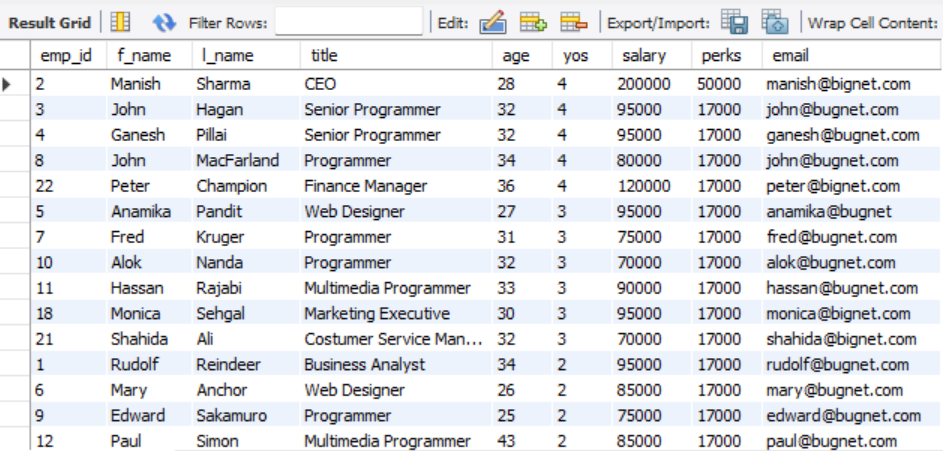 Result Grid Filter Rows: Edit: Export/Import: Wrap Cell Content:
emp_id f_name l_name title age yos salary perks email
2 Manish Sharma CEO 28 4 200000 50000 manish@bignet.com
3 John Hagan Senior Programmer 32 4 95000 17000 john@bugnet.com
4 Ganesh Pillai Senior Programmer 32 4 95000 17000 ganesh@bugnet.com
8 John MacFarland Programmer 34 4 80000 17000 john@bugnet.com
22 Peter Champion Finance Manager 36 4 120000 17000 peter@bignet.com
5 Anamika Pandit Web Designer 27 3 95000 17000 anamika@bugnet
7 Fred Kruger Programmer 31 3 75000 17000 fred@bugnet.com
10 Alok Nanda Programmer 32 3 70000 17000 alok@bugnet.com
11 Hassan Rajabi Multimedia Programmer 33 3 90000 17000 hassan@bugnet.com
18 Monica Sehgal Marketing Executive 30 3 95000 17000 monica@bignet.com
21 Shahida Ali Costumer Service Man... 32 3 70000 17000 shahida@bignet.com
1 Rudolf Reindeer Business Analyst 34 2 95000 17000 rudolf@bugnet.com
6 Mary Anchor Web Designer 26 2 85000 17000 mary@bugnet.com
9 Edward Sakamuro Programmer 25 2 75000 17000 edward@bugnet.com
12 Paul Simon Multimedia Programmer 43 2 85000 17000 paul@bugnet.com